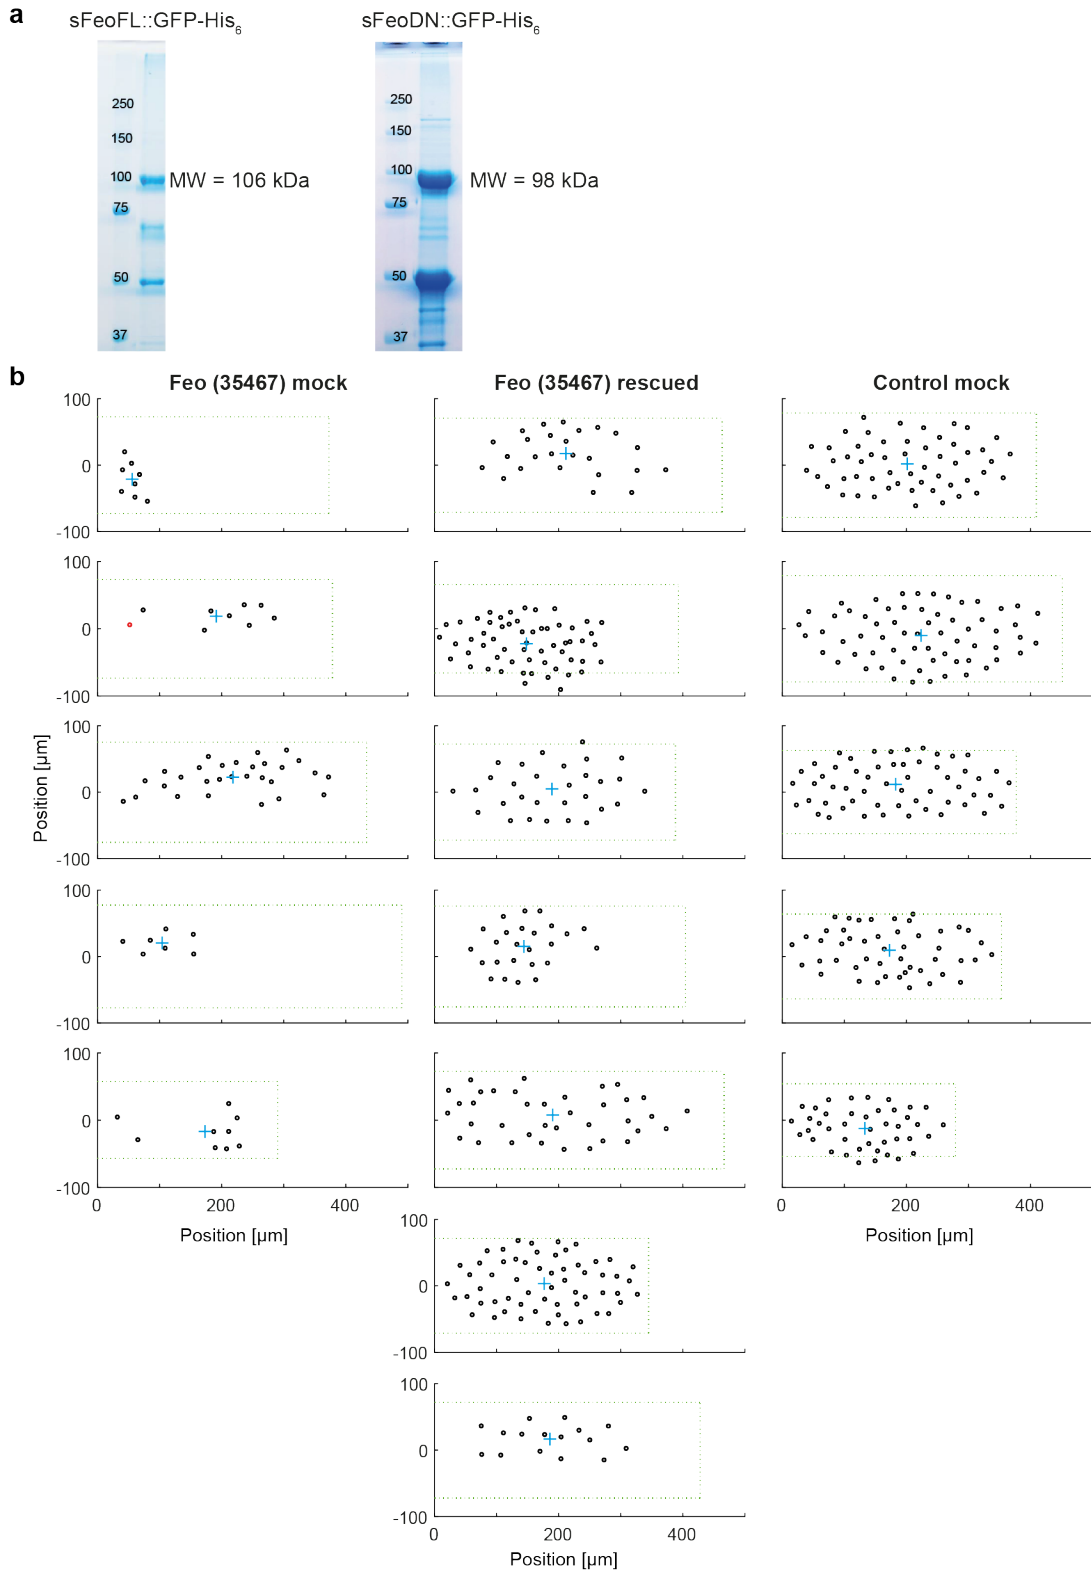 a
sFeoFL::GFP-His6
sFeoDN::GFP-His6
250
150
100
75
50
37
MW = 106 kDa
250
150
100
75
50
37
MW = 98 kDa
b
Feo (35467) mock
Feo (35467) rescued
Control mock
100
0
-100
100
0
-100
100
0
-100
100
0
-100
100
0
-100
Position [µm]
0 200 400
Position [µm]
0 200 400
Position [µm]
100
0
-100
100
0
-100
0 200 400
Position [µm]